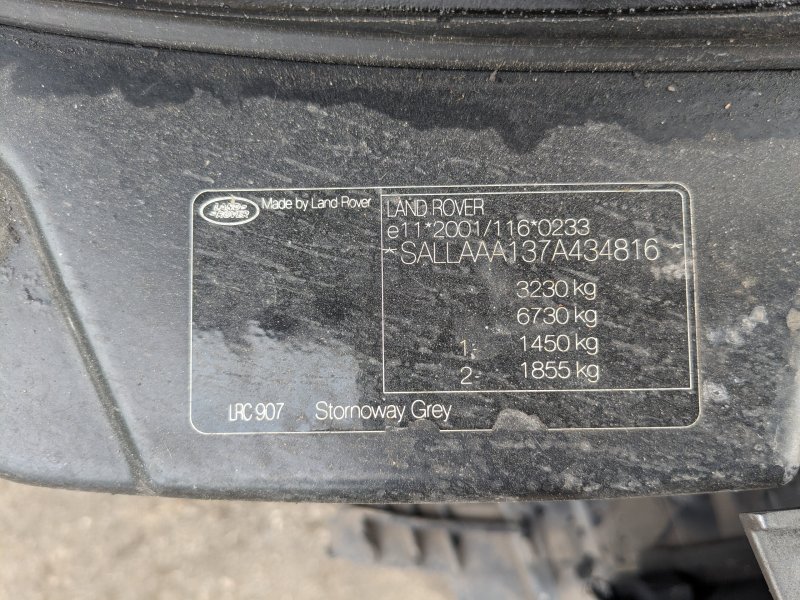 LAND ROVER Made by Land Rover
LAND ROVER
e11*2001/116*0233
*SALLAAA137A434816*
3230 kg
6730 kg
1. 1450 kg
2- 1855 kg
LRC 907 Stornoway Grey